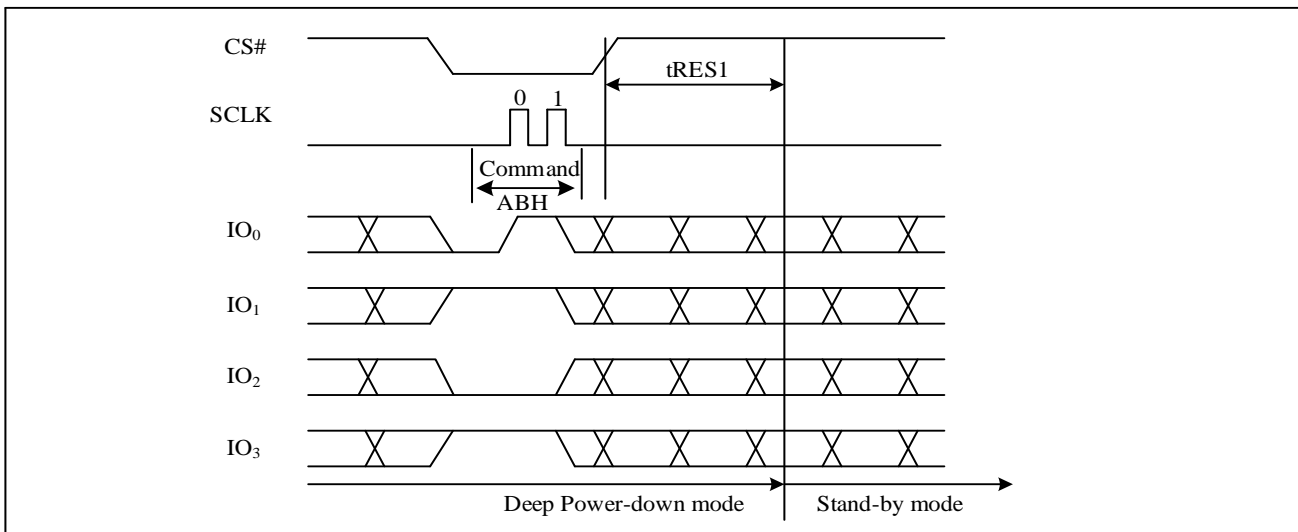 CS#
tRES1
SCLK
0 1
Command
ABH
IO₀
IO₁
IO₂
IO₃
Deep Power-down mode Stand-by mode